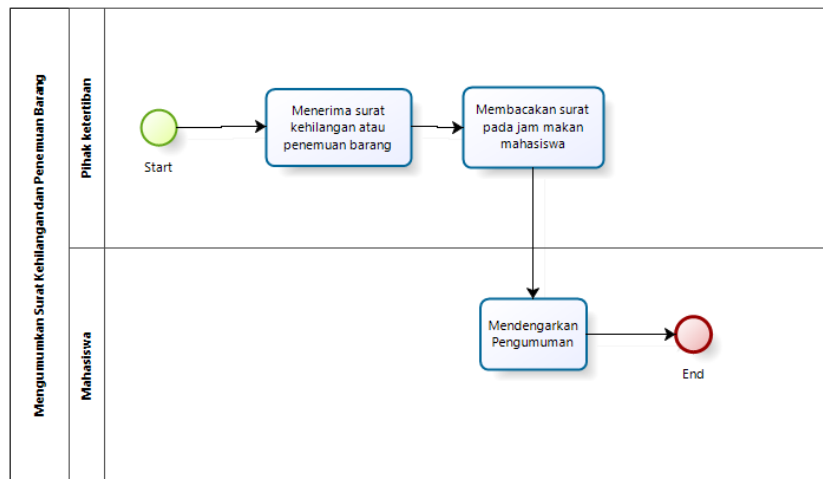 Mengumumkan Surat Kehilangan dan Penemuan Barang
Pihak ketertiban
Start
Menerima surat
kehilangan atau
penemuan barang
Membacakan surat
pada jam makan
mahasiswa
Mahasiswa
Mendengarkan
Pengumuman
End